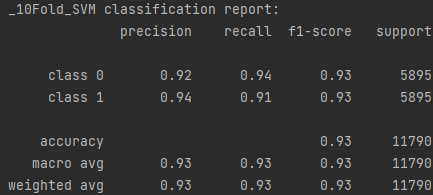 _10Fold_SVM classification report:
precision recall f1-score support
class 0 0.92 0.94 0.93 5895
class 1 0.94 0.91 0.93 5895
accuracy 0.93 11790
macro avg 0.93 0.93 0.93 11790
weighted avg 0.93 0.93 0.93 11790